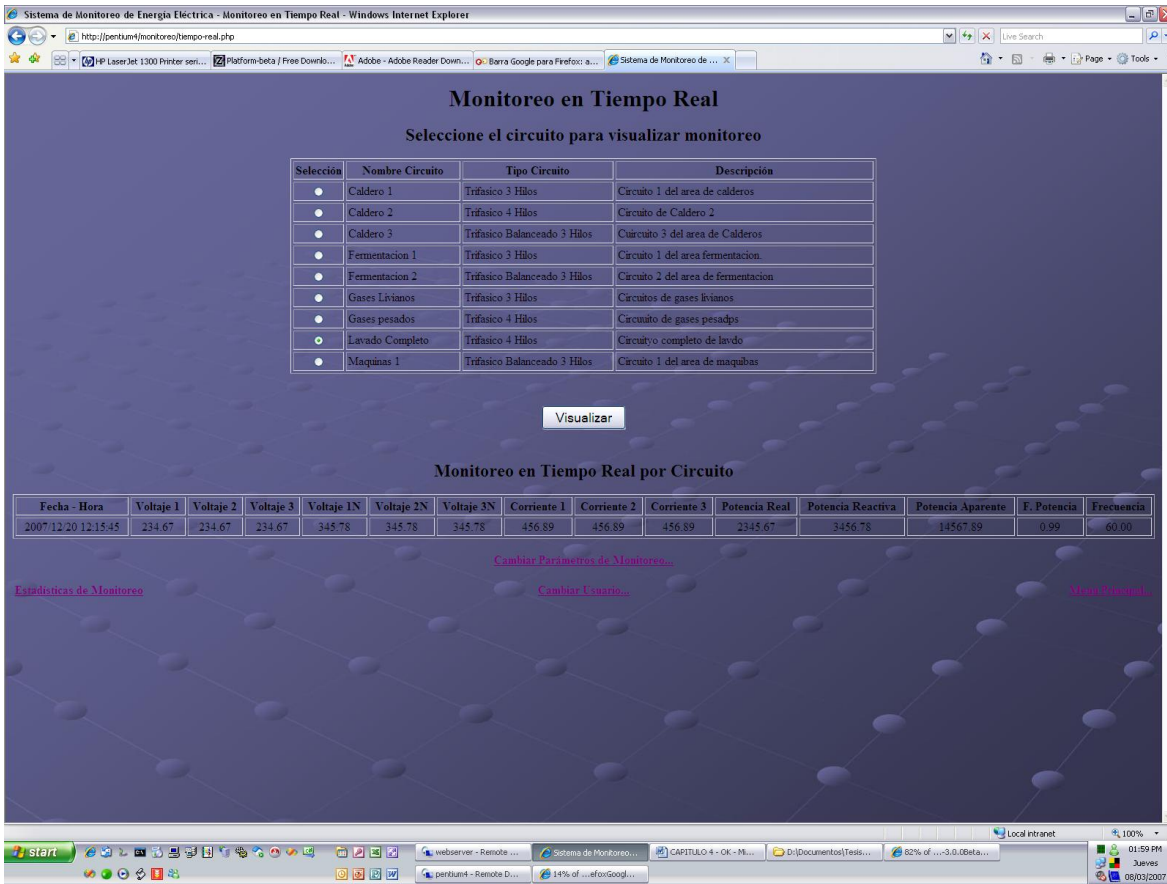 Sistema de Monitoreo de Energía Eléctrica - Monitoreo en Tiempo Real - Windows Internet Explorer
http://pentium4/monitoreo/tiempo-real.php
Live Search
HP LaserJet 1300 Printer seri... Platform-beta / Free Downlo... Adobe - Adobe Reader Down... Barra Google para Firefox: a... Sistema de Monitoreo de ... Page Tools
Monitoreo en Tiempo Real
Seleccione el circuito para visualizar monitoreo
Selección Nombre Circuito Tipo Circuito Descripción
Caldero 1 Trifasico 3 Hilos Circuito 1 del area de calderos
Caldero 2 Trifasico 4 Hilos Circuito de Caldero 2
Caldero 3 Trifasico Balanceado 3 Hilos Cuircuito 3 del area de Calderos
Fermentacion 1 Trifasico 3 Hilos Circuito 1 del area fermentacion.
Fermentacion 2 Trifasico Balanceado 3 Hilos Circuito 2 del area de fermentacion
Gases Livianos Trifasico 3 Hilos Circuitos de gases livianos
Gases pesados Trifasico 4 Hilos Circuuito de gases pesadps
Lavado Completo Trifasico 4 Hilos Circuityo completo de lavdo
Maquinas 1 Trifasico Balanceado 3 Hilos Circuito 1 del area de maquibas
Visualizar
Monitoreo en Tiempo Real por Circuito
Fecha - Hora Voltaje 1 Voltaje 2 Voltaje 3 Voltaje 1N Voltaje 2N Voltaje 3N Corriente 1 Corriente 2 Corriente 3 Potencia Real Potencia Reactiva Potencia Aparente F. Potencia Frecuencia
2007/12/20 12:15:45 234.67 234.67 234.67 345.78 345.78 345.78 456.89 456.89 456.89 2345.67 3456.78 14567.89 0.99 60.00
Cambiar Parámetros de Monitoreo...
Estadísticas de Monitoreo Cambiar Usuario... Menú Principal...
Local intranet 100%
start webserver - Remote ... Sistema de Monitoreo... CAPITULO 4 - OK - Mi... D:\Documentos\Tesis... 82% of ...-3.0.0Beta... 01:59 PM
pentium4 - Remote D... 14% of ...efoxGoogl... Jueves
08/03/2007